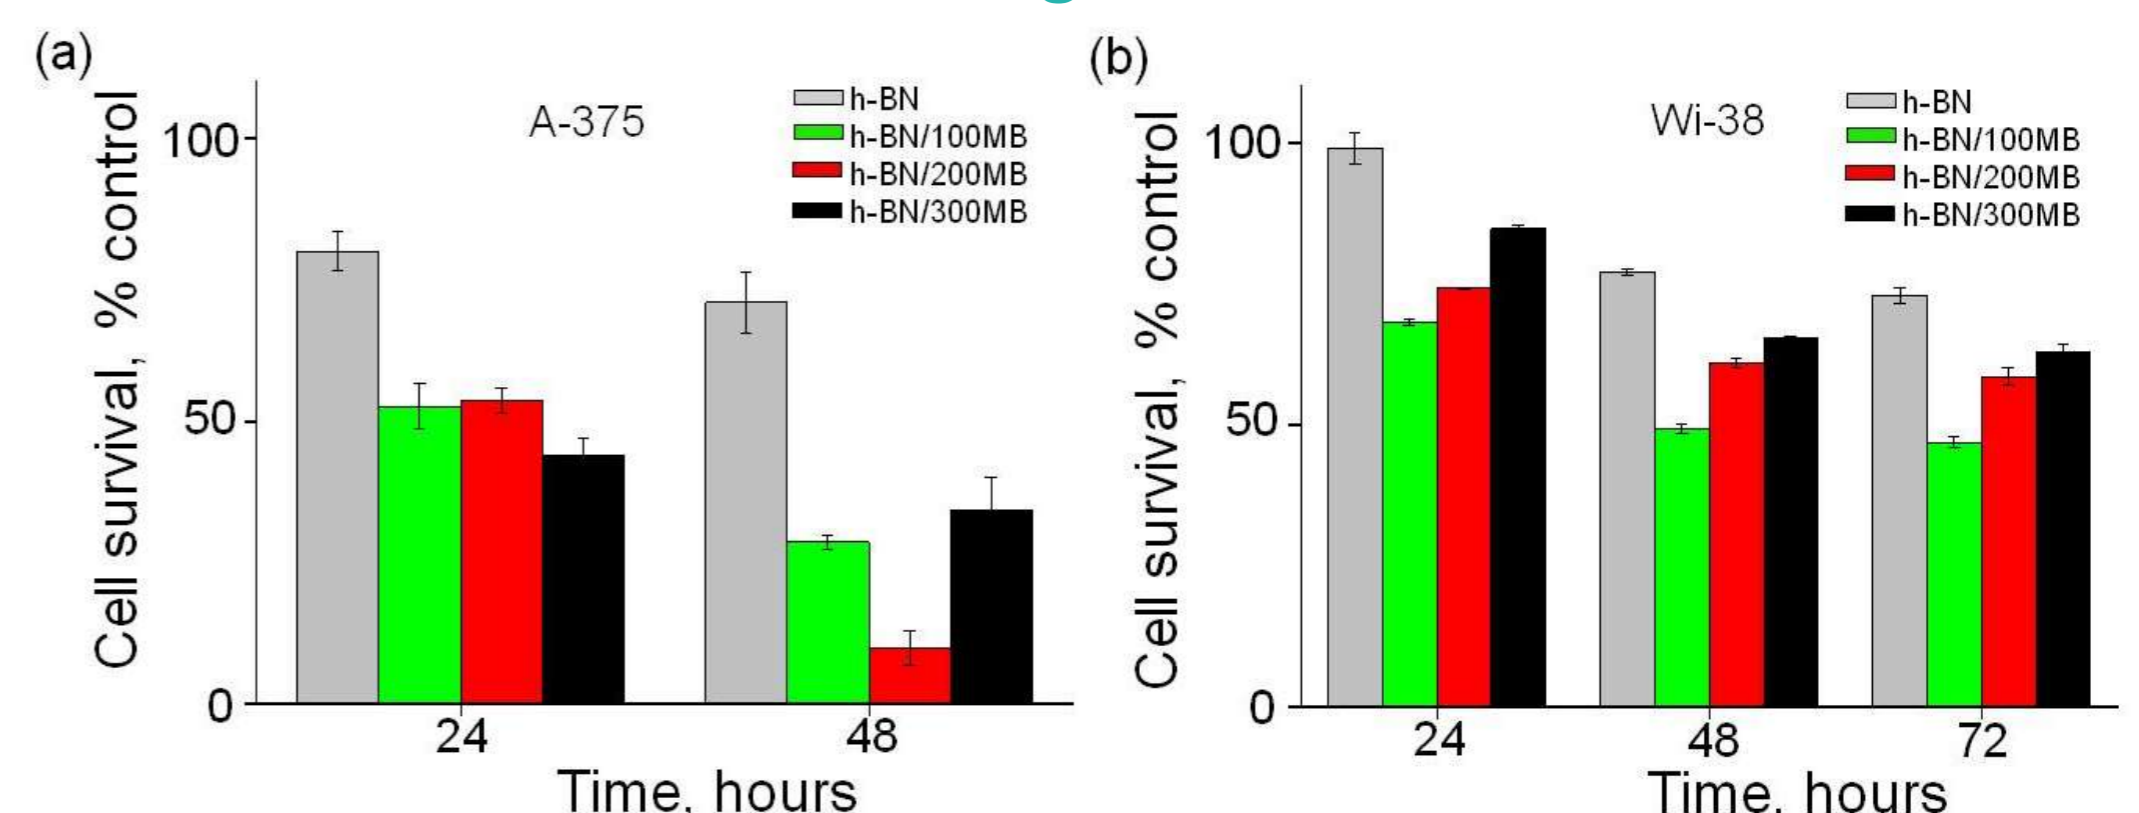 (a)
A-375
h-BN
h-BN/100MB
h-BN/200MB
h-BN/300MB
Cell survival, % control
100
50
0
24
48
Time, hours
(b)
Wi-38
h-BN
h-BN/100MB
h-BN/200MB
h-BN/300MB
Cell survival, % control
100
50
0
24
48
72
Time, hours